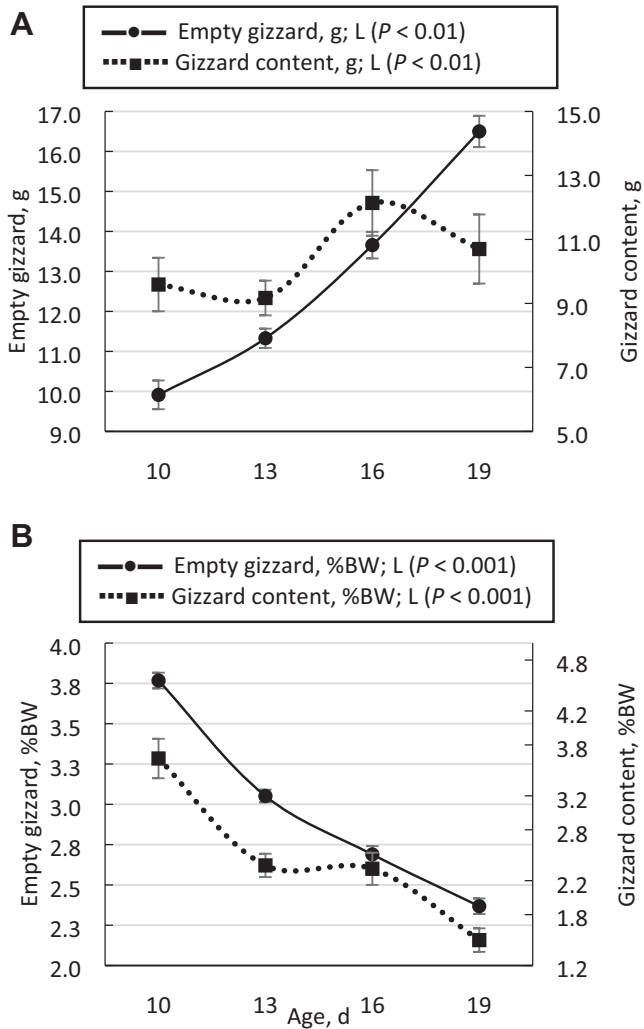 A
Empty gizzard, g; L (P < 0.01)
Gizzard content, g; L (P < 0.01)
17.0
16.0
15.0
14.0
13.0
12.0
11.0
10.0
9.0
Empty gizzard, g
15.0
13.0
11.0
9.0
7.0
5.0
Gizzard content, g
10 13 16 19
B
Empty gizzard, %BW; L (P < 0.001)
Gizzard content, %BW; L (P < 0.001)
4.0
3.8
3.5
3.3
3.0
2.8
2.5
2.3
2.0
Empty gizzard, %BW
4.8
4.2
3.8
3.2
2.8
2.2
1.8
1.2
Gizzard content, %BW
10 13 16 19
Age, d